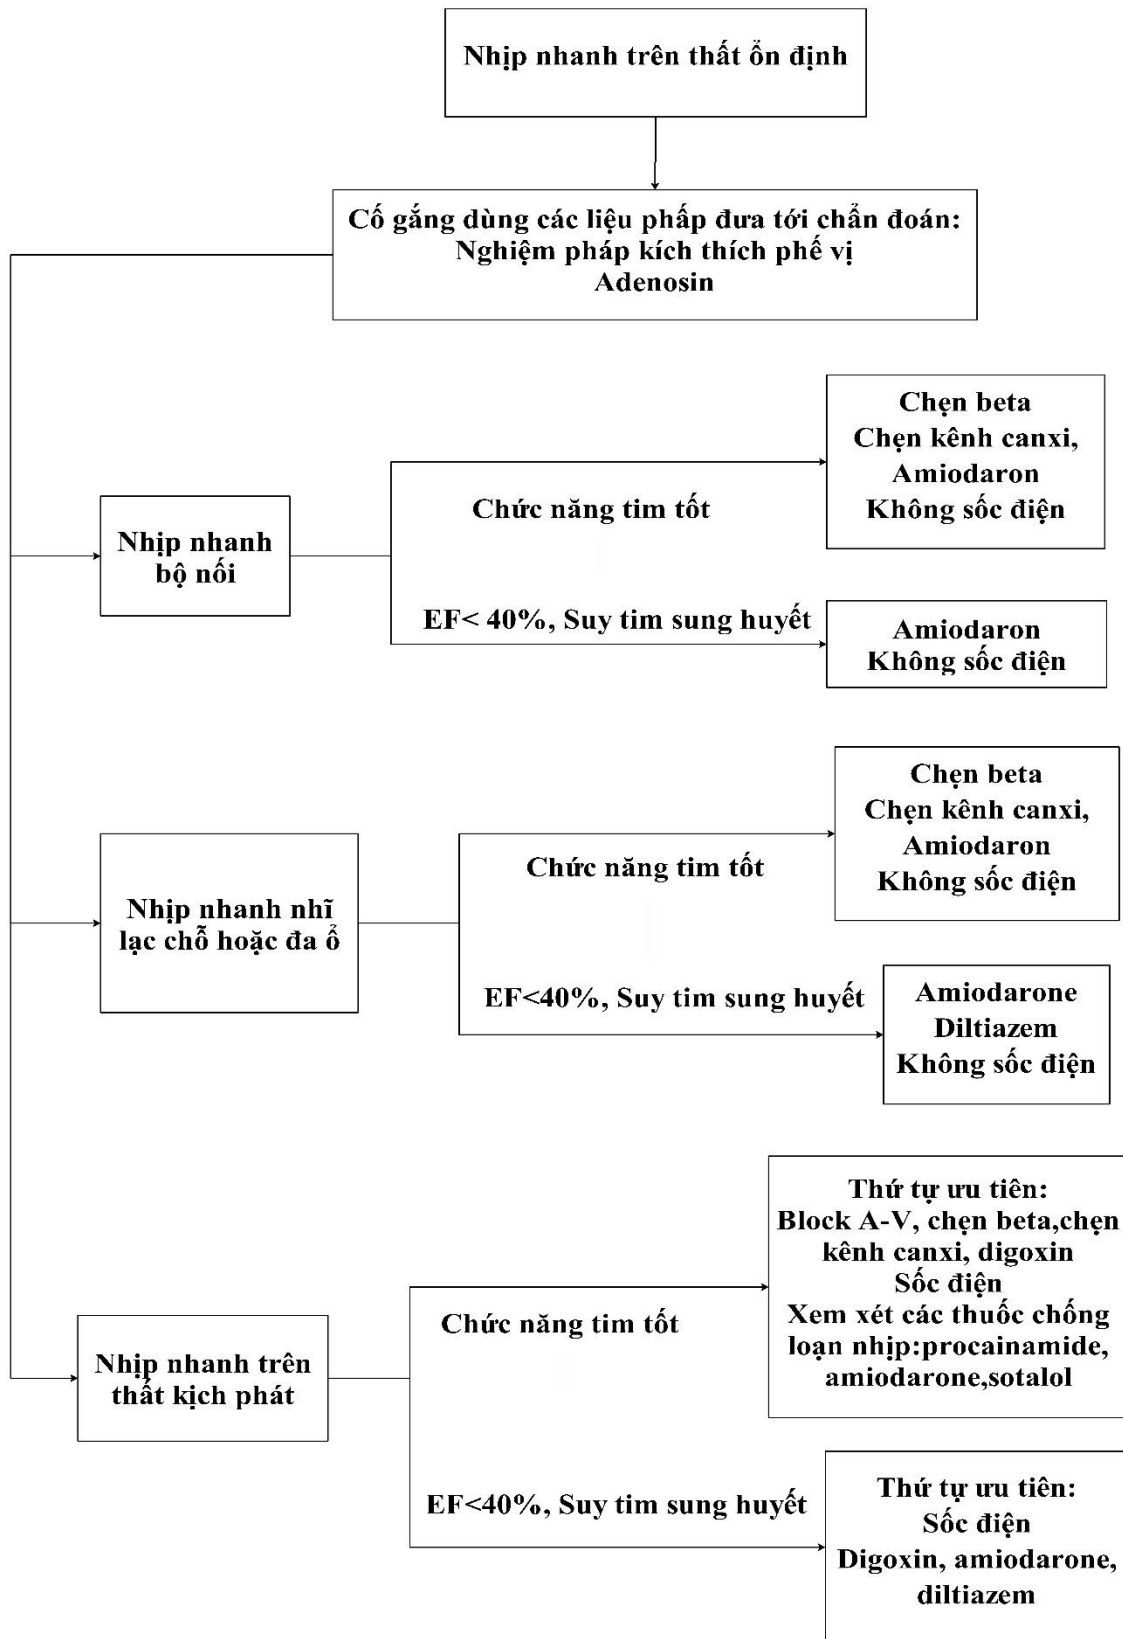 Nhịp nhanh trên thất ổn định
Cố gắng dùng các liệu phấp đưa tới chẩn đoán:
Nghiệm pháp kích thích phế vị
Adenosin
Chẹn beta
Chẹn kênh canxi,
Amiodaron
Không sốc điện
Chức năng tim tốt
Nhịp nhanh
bộ nối
EF< 40%, Suy tim sung huyết
Amiodaron
Không sốc điện
Chẹn beta
Chẹn kênh canxi,
Amiodaron
Không sốc điện
Chức năng tim tốt
Nhịp nhanh nhĩ
lạc chỗ hoặc đa ổ
EF<40%, Suy tim sung huyết
Amiodarone
Diltiazem
Không sốc điện
Thứ tự ưu tiên:
Block A-V, chẹn beta,chẹn
kênh canxi, digoxin
Sốc điện
Xem xét các thuốc chống
loạn nhịp:procainamide,
amiodarone,sotalol
Chức năng tim tốt
Nhịp nhanh trên
thất kịch phát
EF<40%, Suy tim sung huyết
Thứ tự ưu tiên:
Sốc điện
Digoxin, amiodarone,
diltiazem